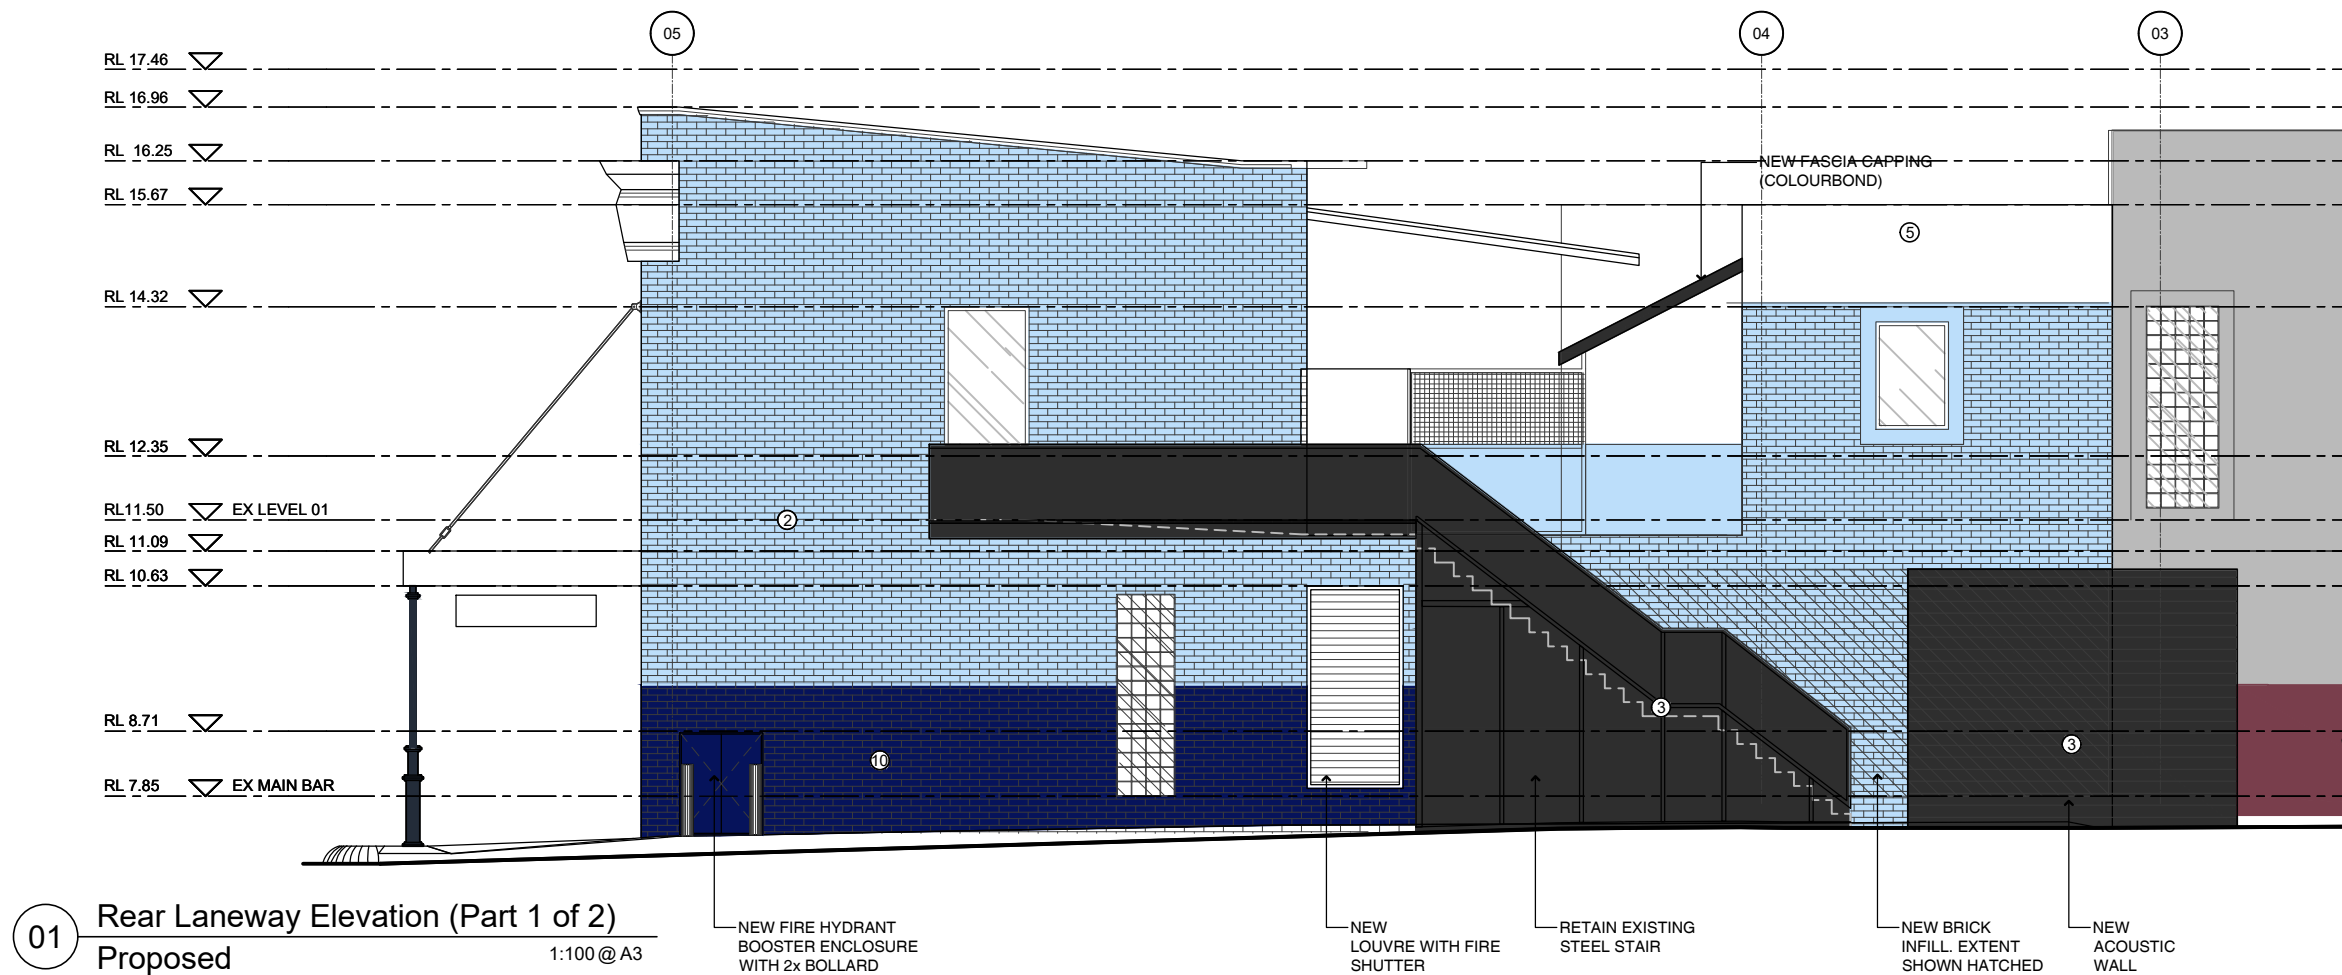 05
04
03
RL 17.46
RL 16.96
RL 16.25
NEW FASCIA CAPPING
(COLOURBOND)
RL 15.67
5
RL 14.32
RL 12.35
RL11.50 EX LEVEL 01
2
RL 11.09
RL 10.63
3
RL 8.71
3
10
RL 7.85 EX MAIN BAR
01
Rear Laneway Elevation (Part 1 of 2)
Proposed
1:100 @ A3
NEW FIRE HYDRANT
BOOSTER ENCLOSURE
WITH 2x BOLLARD
NEW
LOUVRE WITH FIRE
SHUTTER
RETAIN EXISTING
STEEL STAIR
NEW BRICK
INFILL. EXTENT
SHOWN HATCHED
NEW
ACOUSTIC
WALL